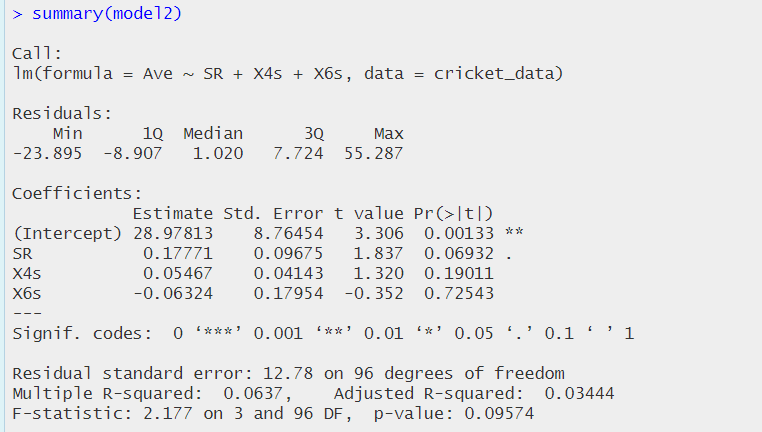 > summary(model2)
Call:
lm(formula = Ave ~ SR + X4s + X6s, data = cricket_data)
Residuals:
    Min      1Q  Median      3Q     Max
-23.895  -8.907   1.020   7.724  55.287
Coefficients:
            Estimate Std. Error t value Pr(>|t|)
(Intercept) 28.97813    8.76454   3.306  0.00133 **
SR           0.17771    0.09675   1.837  0.06932 .
X4s          0.05467    0.04143   1.320  0.19011
X6s         -0.06324    0.17954  -0.352  0.72543
---
Signif. codes:  0 ‘***’ 0.001 ‘**’ 0.01 ‘*’ 0.05 ‘.’ 0.1 ‘ ’ 1
Residual standard error: 12.78 on 96 degrees of freedom
Multiple R-squared:  0.0637,    Adjusted R-squared:  0.03444
F-statistic: 2.177 on 3 and 96 DF,  p-value: 0.09574